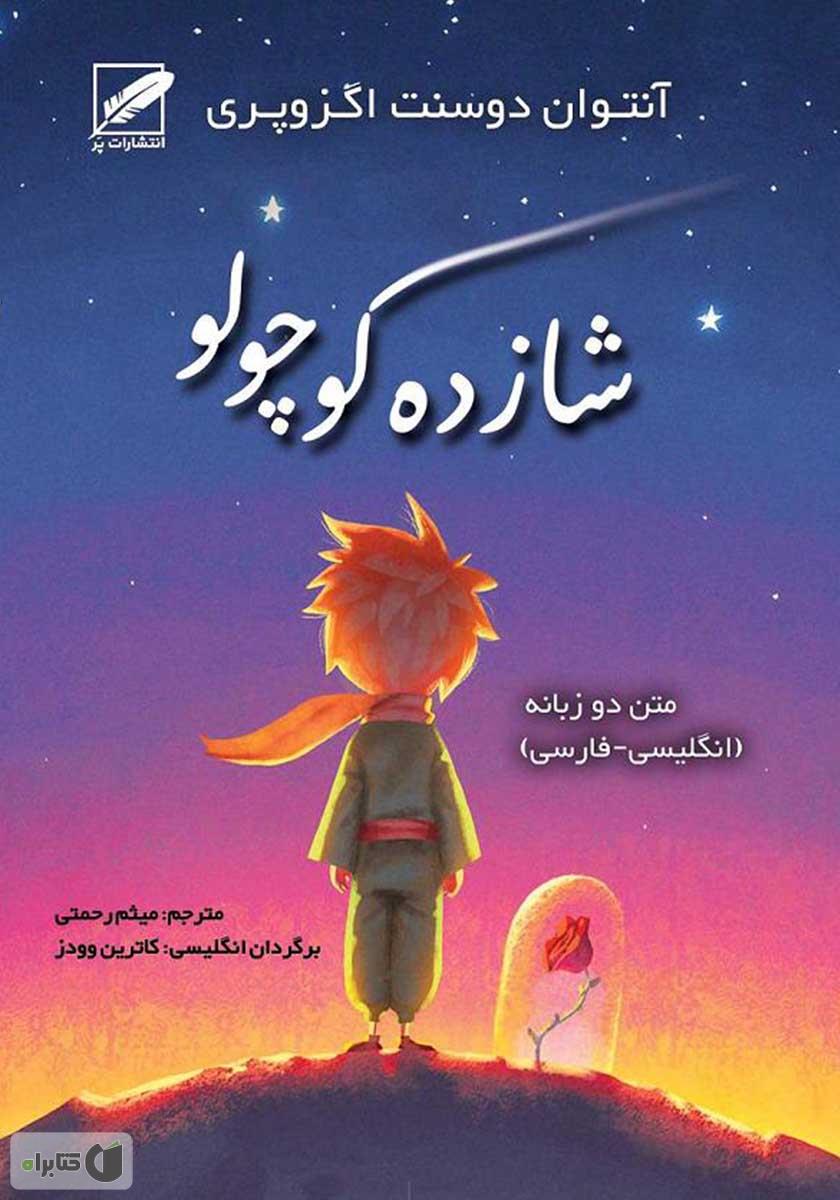 آنتوان دوسنت اگزوپری
انتشارات پَر
شازده کوچولو
متن دو زبانه
(انگلیسی-فارسی)
مترجم: میثم رحمتی
برگردان انگلیسی: کاترین وودز
کتابراه